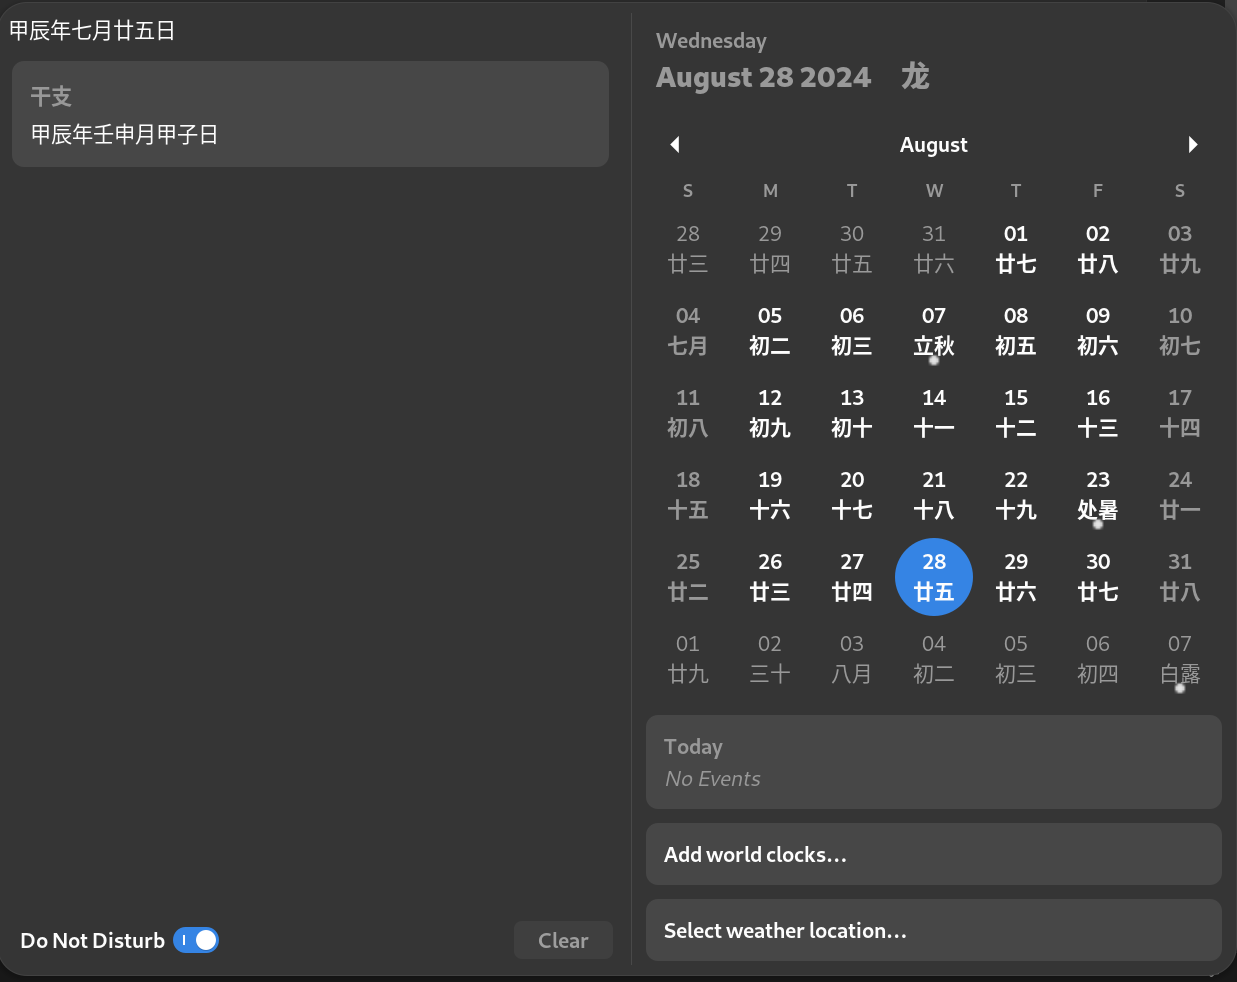 甲辰年七月廿五日
干支
甲辰年壬申月甲子日
Do Not Disturb
Clear
Wednesday
August 28 2024 龙
August
S M T W T F S
28 29 30 31 01 02 03
廿三 廿四 廿五 廿六 廿七 廿八 廿九
04 05 06 07 08 09 10
七月 初二 初三 立秋 初五 初六 初七
11 12 13 14 15 16 17
初八 初九 初十 十一 十二 十三 十四
18 19 20 21 22 23 24
十五 十六 十七 十八 十九 处暑 廿一
25 26 27 28 29 30 31
廿二 廿三 廿四 廿五 廿六 廿七 廿八
01 02 03 04 05 06 07
廿九 三十 八月 初二 初三 初四 白露
Today
No Events
Add world clocks…
Select weather location…